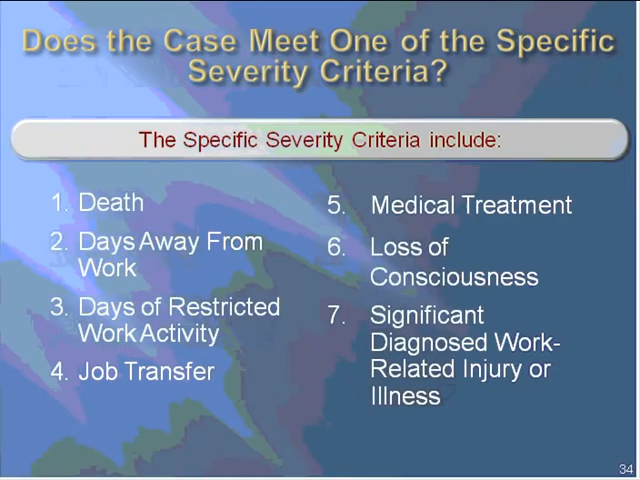 Does the Case Meet One of the Specific
Severity Criteria?
The Specific Severity Criteria include:
1. Death
2. Days Away From
Work
3. Days of Restricted
Work Activity
4. Job Transfer
5. Medical Treatment
6. Loss of
Consciousness
7. Significant
Diagnosed Work-
Related Injury or
Illness
34